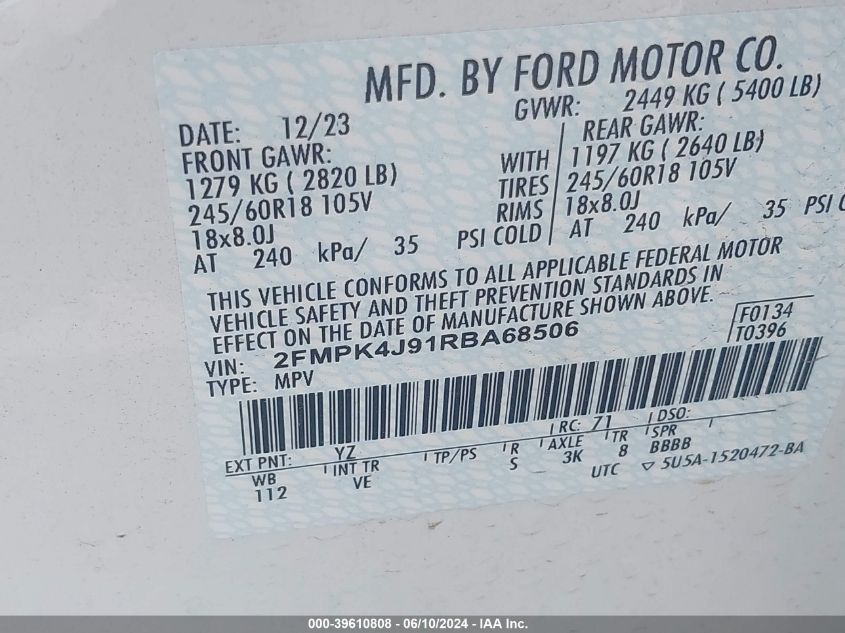 MFD. BY FORD MOTOR CO.
DATE: 12/23 GVWR: 2449 KG ( 5400 LB)
FRONT GAWR: REAR GAWR:
1279 KG ( 2820 LB) WITH 1197 KG ( 2640 LB)
245/60R18 105V TIRES 245/60R18 105V
18x8.0J RIMS 18x8.0J
AT 240 kPa/ 35 PSI COLD AT 240 kPa/ 35 PSI C
THIS VEHICLE CONFORMS TO ALL APPLICABLE FEDERAL MOTOR
VEHICLE SAFETY AND THEFT PREVENTION STANDARDS IN
EFFECT ON THE DATE OF MANUFACTURE SHOWN ABOVE.
VIN: 2FMPK4J91RBA68506 F0134
TYPE: MPV T0396
EXT PNT: YZ RC: 71 DSO:
WB INT TR TP/PS R AXLE TR SPR
112 VE S 3K 8 BBBB
UTC ▽ 5U5A-1520472-BA
000-39610808 - 06/10/2024 - IAA Inc.